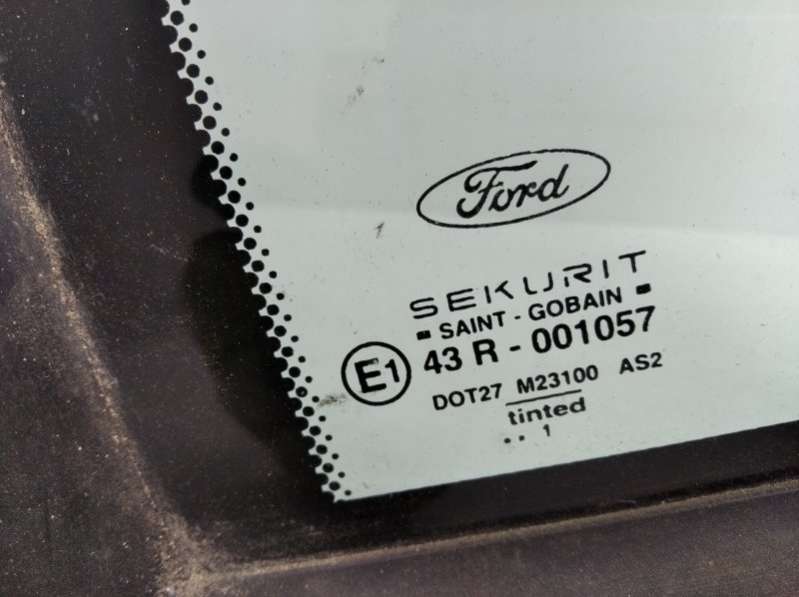 Ford
SEKURIT
SAINT - GOBAIN
E1 43 R - 001057
DOT27 M23100 AS2
tinted
.. 1